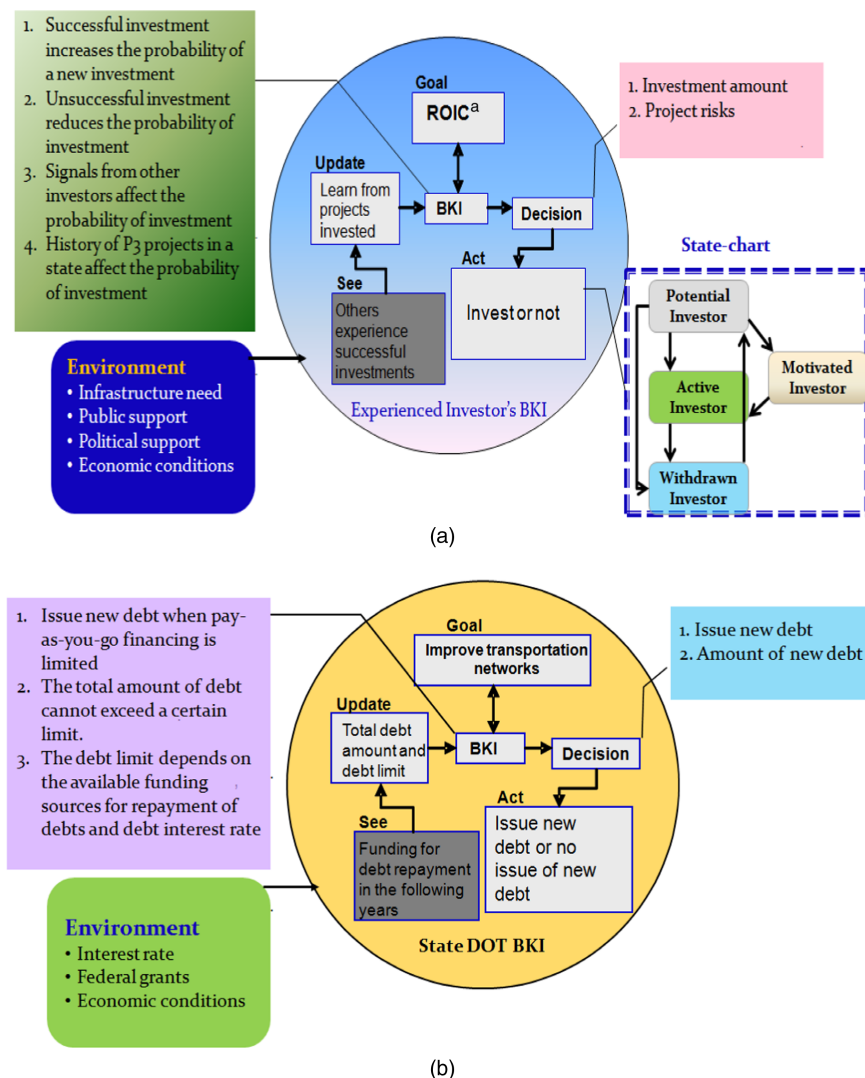 1. Successful investment
increases the probability of
a new investment
2. Unsuccessful investment
reduces the probability of
investment
3. Signals from other
investors affect the
probability of investment
4. History of P3 projects in a
state affect the probability
of investment
Goal
ROICa
Update
Learn from
projects
invested
BKI
Decision
See
Others
experience
successful
investments
Act
Invest or not
Experienced Investor's BKI
1. Investment amount
2. Project risks
Environment
• Infrastructure need
• Public support
• Political support
• Economic conditions
State-chart
Potential
Investor
Motivated
Investor
Active
Investor
Withdrawn
Investor
(a)
1. Issue new debt when pay-
as-you-go financing is
limited
2. The total amount of debt
cannot exceed a certain
limit.
3. The debt limit depends on
the available funding
sources for repayment of
debts and debt interest rate
Goal
Improve transportation
networks
Update
Total debt
amount and
debt limit
BKI
Decision
See
Funding for
debt repayment
in the following
years
Act
Issue new
debt or no
issue of new
debt
State DOT BKI
1. Issue new debt
2. Amount of new debt
Environment
• Interest rate
• Federal grants
• Economic conditions
(b)